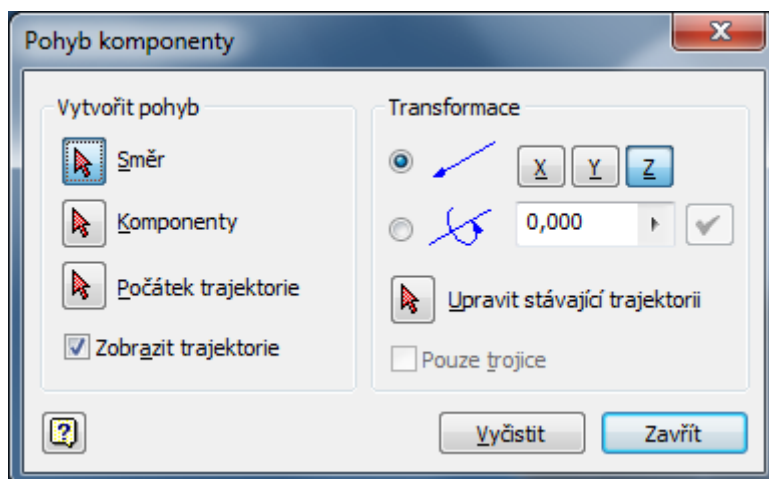 Pohyb komponenty
Vytvořit pohyb
Směr
Komponenty
Počátek trajektorie
Zobrazit trajektorie
Transformace
X Y Z
0,000
Upravit stávající trajektorii
Pouze trojice
Vyčistit
Zavřít